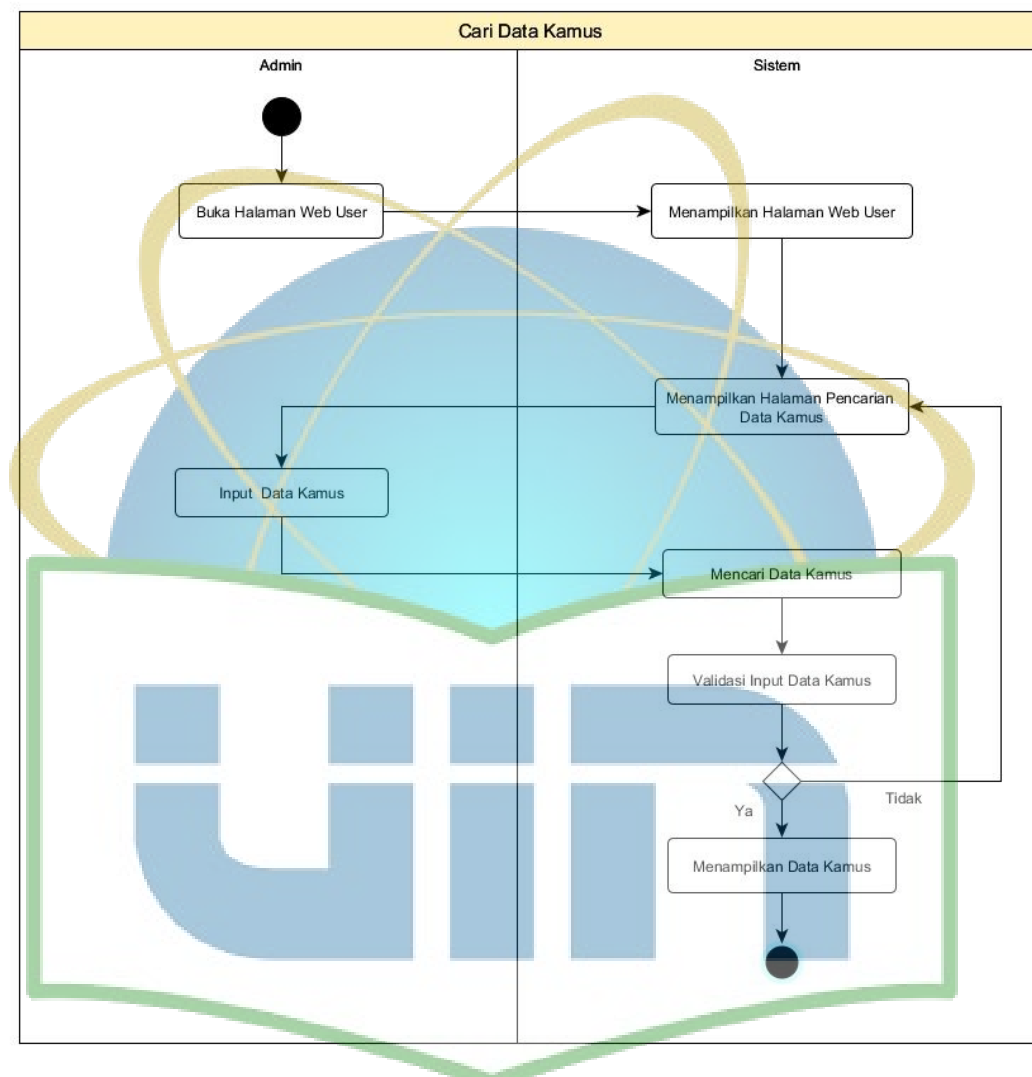 Cari Data Kamus
Admin
Sistem
Buka Halaman Web User
Menampilkan Halaman Web User
Menampilkan Halaman Pencarian
Data Kamus
Input Data Kamus
Mencari Data Kamus
Validasi Input Data Kamus
Ya
Tidak
Menampilkan Data Kamus
uin